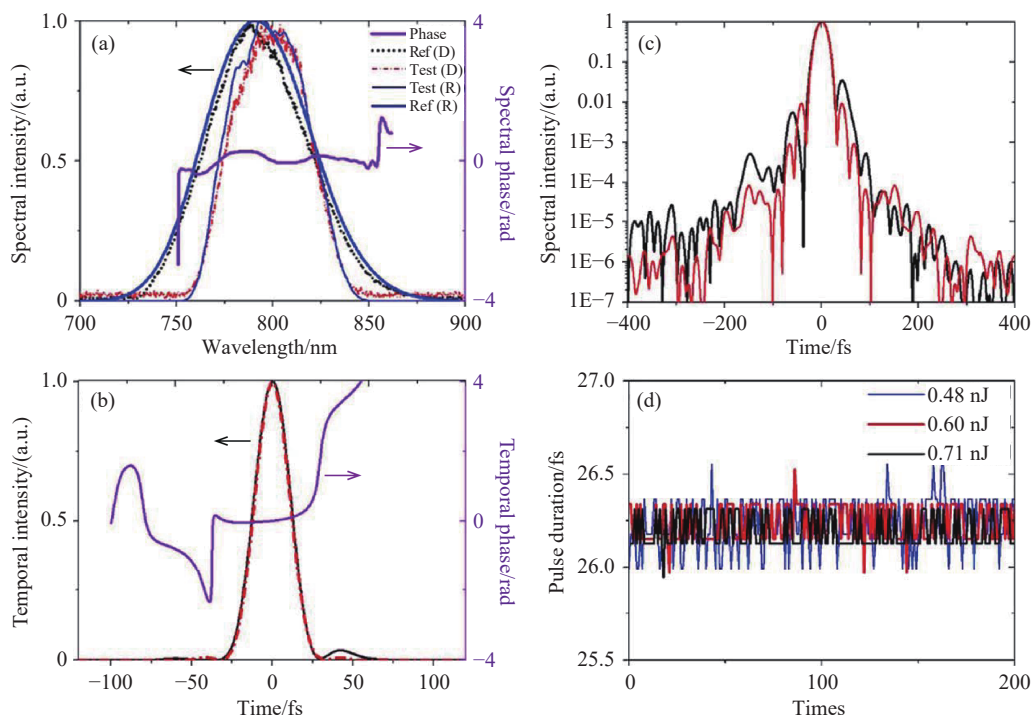 (a)
Phase
Ref (D)
Test (D)
Test (R)
Ref (R)
1.0
0.5
0
Spectral intensity/(a.u.)
4
0
−4
Spectral phase/rad
700 750 800 850 900
Wavelength/nm
(c)
1
0.1
0.01
1E−3
1E−4
1E−5
1E−6
1E−7
Spectral intensity/(a.u.)
−400 −200 0 200 400
Time/fs
(b)
1.0
0.5
0
Temporal intensity/(a.u.)
4
2
0
−2
−4
Temporal phase/rad
−100 −50 0 50 100
Time/fs
(d)
0.48 nJ
0.60 nJ
0.71 nJ
27.0
26.5
26.0
25.5
Pulse duration/fs
0 100 200
Times